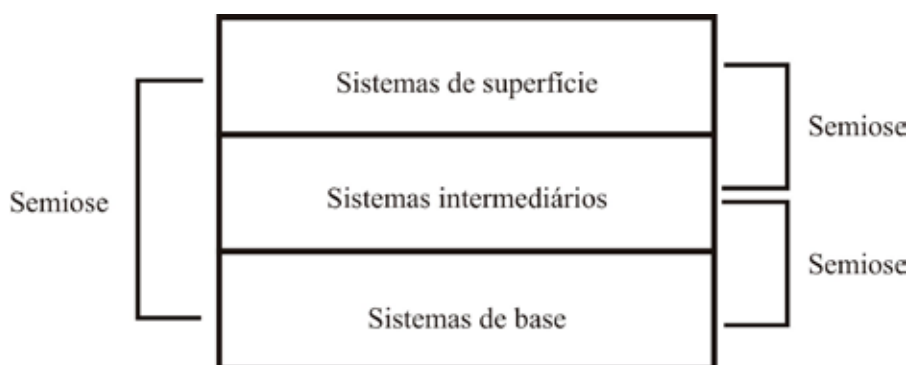 Sistemas de superfície
Semiose
Sistemas intermediários
Semiose
Semiose
Sistemas de base